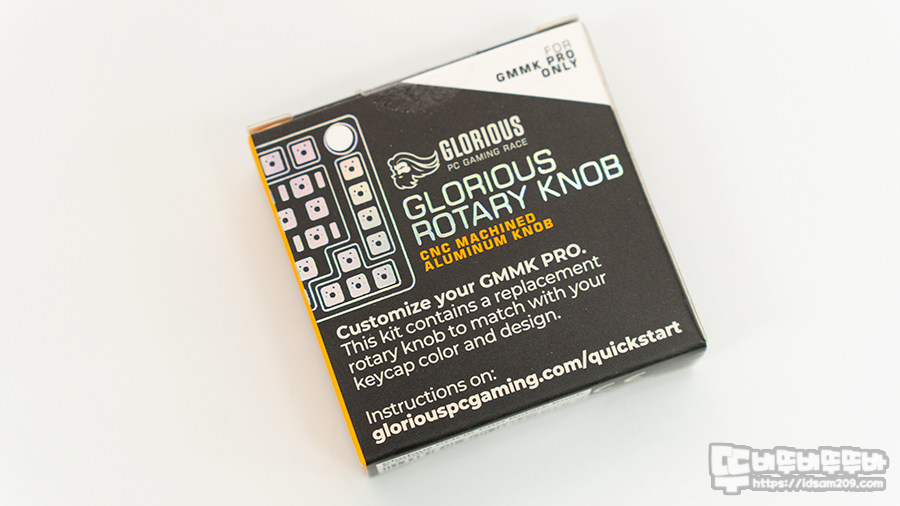 FOR
GMMK PRO
ONLY
GLORIOUS
PC GAMING RACE
GLORIOUS
ROTARY KNOB
CNC MACHINED
ALUMINUM KNOB
Customize your GMMK PRO.
This kit contains a replacement
rotary knob to match with your
keycap color and design.
Instructions on:
gloriouspcgaming.com/quickstart
https://idsam209.com/